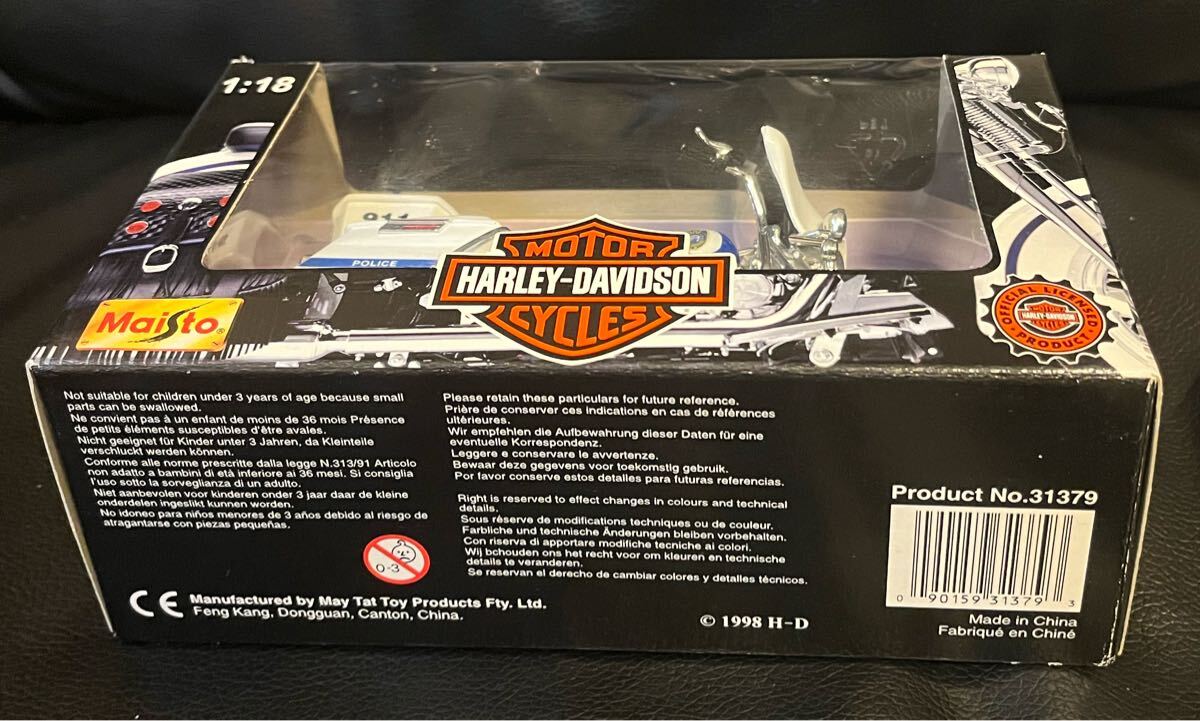 1:18
911
POLICE
MOTOR
HARLEY-DAVIDSON
CYCLES
Maisto®
OFFICIAL LICENSED
MOTOR
HARLEY-DAVIDSON
CYCLES
PRODUCT
Not suitable for children under 3 years of age because small
parts can be swallowed.
Ne convient pas à un enfant de moins de 36 mois Présence
de petits éléments susceptibles d'être avales.
Nicht geeignet für Kinder unter 3 Jahren, da Kleinteile
verschluckt werden können.
Conforme alle norme prescritte dalla legge N.313/91 Articolo
non adatto a bambini di età inferiore ai 36 mesi. Si consiglia
l'uso sotto la sorveglianza di un adulto.
Niet aanbevolen voor kinderen onder 3 jaar daar de kleine
onderdelen ingeslikt kunnen worden.
No idoneo para niños menores de 3 años debido al riesgo de
atragantarse con piezas pequeñas.
0-3
CE Manufactured by May Tat Toy Products Fty. Ltd.
Feng Kang, Dongguan, Canton, China.
Please retain these particulars for future reference.
Prière de conserver ces indications en cas de références
ultérieures.
Wir empfehlen die Aufbewahrung dieser Daten für eine
eventuelle Korrespondenz.
Leggere e conservare le avvertenze.
Bewaar deze gegevens voor toekomstig gebruik.
Por favor conserve estos detalles para futuras referencias.
Right is reserved to effect changes in colours and technical
details.
Sous réserve de modifications techniques ou de couleur.
Farbliche und technische Änderungen bleiben vorbehalten.
Con riserva di apportare modifiche tecniche ai colori.
Wij bchouden ons het recht voor om kleuren en technische
details te veranderen.
Se reservan el derecho de cambiar colores y detalles técnicos.
© 1998 H-D
Product No.31379
0 90159 31379 3
Made in China
Fabriqué en Chiné